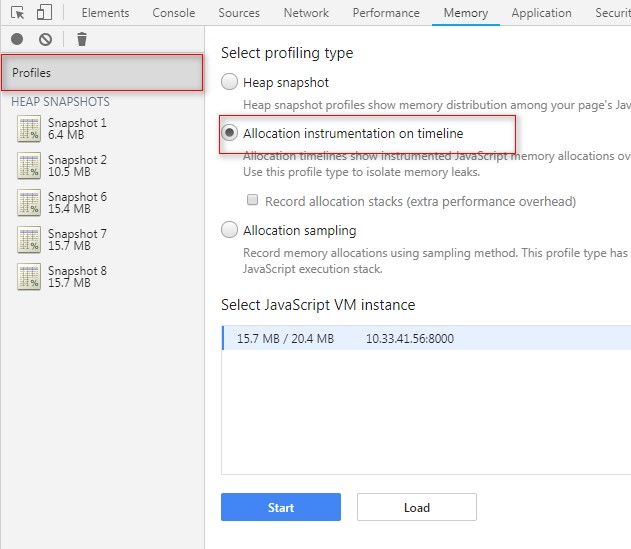 Elements Console Sources Network Performance Memory Application Securit
Profiles
HEAP SNAPSHOTS
Snapshot 1
6.4 MB
Snapshot 2
10.5 MB
Snapshot 6
15.4 MB
Snapshot 7
15.7 MB
Snapshot 8
15.7 MB
Select profiling type
Heap snapshot
Heap snapshot profiles show memory distribution among your page's Jav
Allocation instrumentation on timeline
Allocation timelines show instrumented JavaScript memory allocations ov
Use this profile type to isolate memory leaks.
Record allocation stacks (extra performance overhead)
Allocation sampling
Record memory allocations using sampling method. This profile type has
JavaScript execution stack.
Select JavaScript VM instance
15.7 MB / 20.4 MB 10.33.41.56:8000
Start Load